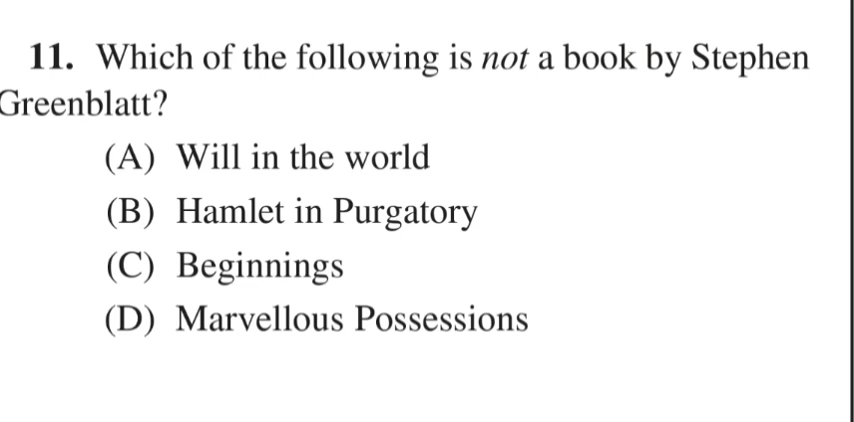 11. Which of the following is not a book by Stephen
Greenblatt?
(A) Will in the world
(B) Hamlet in Purgatory
(C) Beginnings
(D) Marvellous Possessions